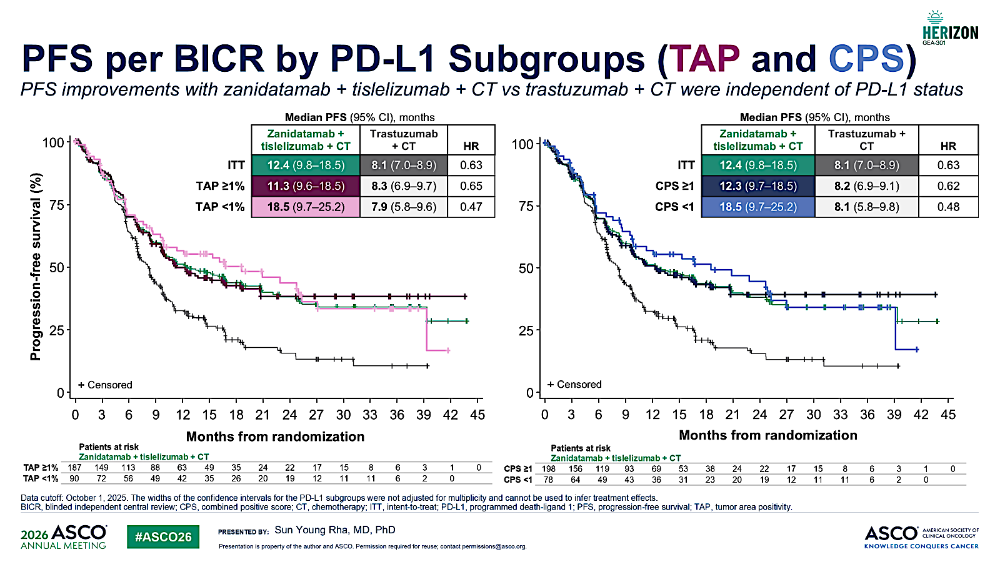 HERIZON
GEA-301
PFS per BICR by PD-L1 Subgroups (TAP and CPS)
PFS improvements with zanidatamab + tislelizumab + CT vs trastuzumab + CT were independent of PD-L1 status
Median PFS (95% CI), months
Zanidatamab + tislelizumab + CT Trastuzumab + CT HR
ITT 12.4 (9.8–18.5) 8.1 (7.0–8.9) 0.63
TAP ≥1% 11.3 (9.6–18.5) 8.3 (6.9–9.7) 0.65
TAP <1% 18.5 (9.7–25.2) 7.9 (5.8–9.6) 0.47
Progression-free survival (%)
100
75
50
25
0
+ Censored
0 3 6 9 12 15 18 21 24 27 30 33 36 39 42 45
Months from randomization
Patients at risk
Zanidatamab + tislelizumab + CT
TAP ≥1% 187 149 113 88 63 49 35 24 22 17 15 8 6 3 1 0
TAP <1% 90 72 56 49 42 35 26 20 19 12 11 11 6 2 0
Median PFS (95% CI), months
Zanidatamab + tislelizumab + CT Trastuzumab + CT HR
ITT 12.4 (9.8–18.5) 8.1 (7.0–8.9) 0.63
CPS ≥1 12.3 (9.7–18.5) 8.2 (6.9–9.1) 0.62
CPS <1 18.5 (9.7–25.2) 8.1 (5.8–9.8) 0.48
100
75
50
25
0
+ Censored
0 3 6 9 12 15 18 21 24 27 30 33 36 39 42 45
Months from randomization
Patients at risk
Zanidatamab + tislelizumab + CT
CPS ≥1 198 156 119 93 69 53 38 24 22 17 15 8 6 3 1 0
CPS <1 78 64 49 43 36 31 23 20 19 12 11 11 6 2 0
Data cutoff: October 1, 2025. The widths of the confidence intervals for the PD-L1 subgroups were not adjusted for multiplicity and cannot be used to infer treatment effects.
BICR, blinded independent central review; CPS, combined positive score; CT, chemotherapy; ITT, intent-to-treat; PD-L1, programmed death-ligand 1; PFS, progression-free survival; TAP, tumor area positivity.
2026 ASCO
ANNUAL MEETING
#ASCO26
PRESENTED BY: Sun Young Rha, MD, PhD
Presentation is property of the author and ASCO. Permission required for reuse; contact permissions@asco.org.
ASCO AMERICAN SOCIETY OF
CLINICAL ONCOLOGY
KNOWLEDGE CONQUERS CANCER